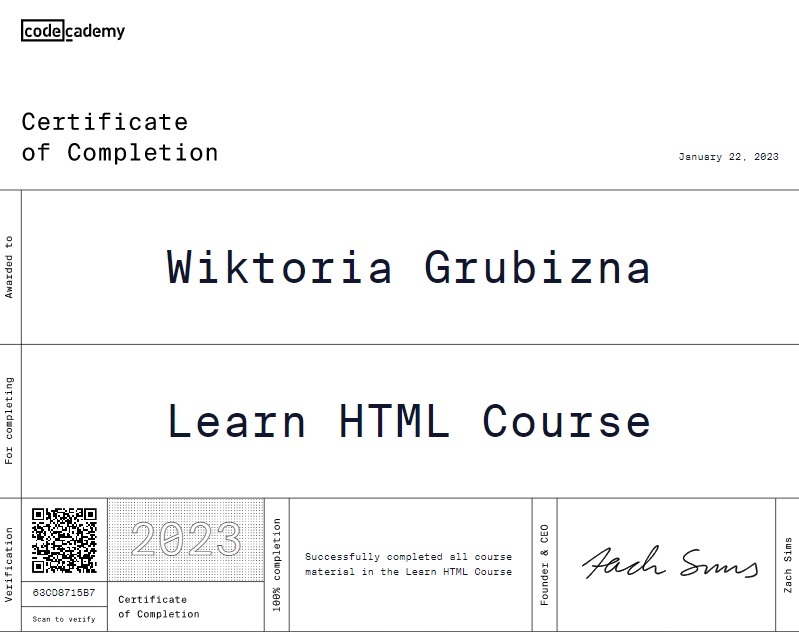 codecademy
Certificate
of Completion
January 22, 2023
Awarded to
Wiktoria Grubizna
For completing
Learn HTML Course
Verification
63CD8715B7
Scan to verify
2023
Certificate
of Completion
100% completion
Successfully completed all course
material in the Learn HTML Course
Founder & CEO
Zach Sims
Zach Sims